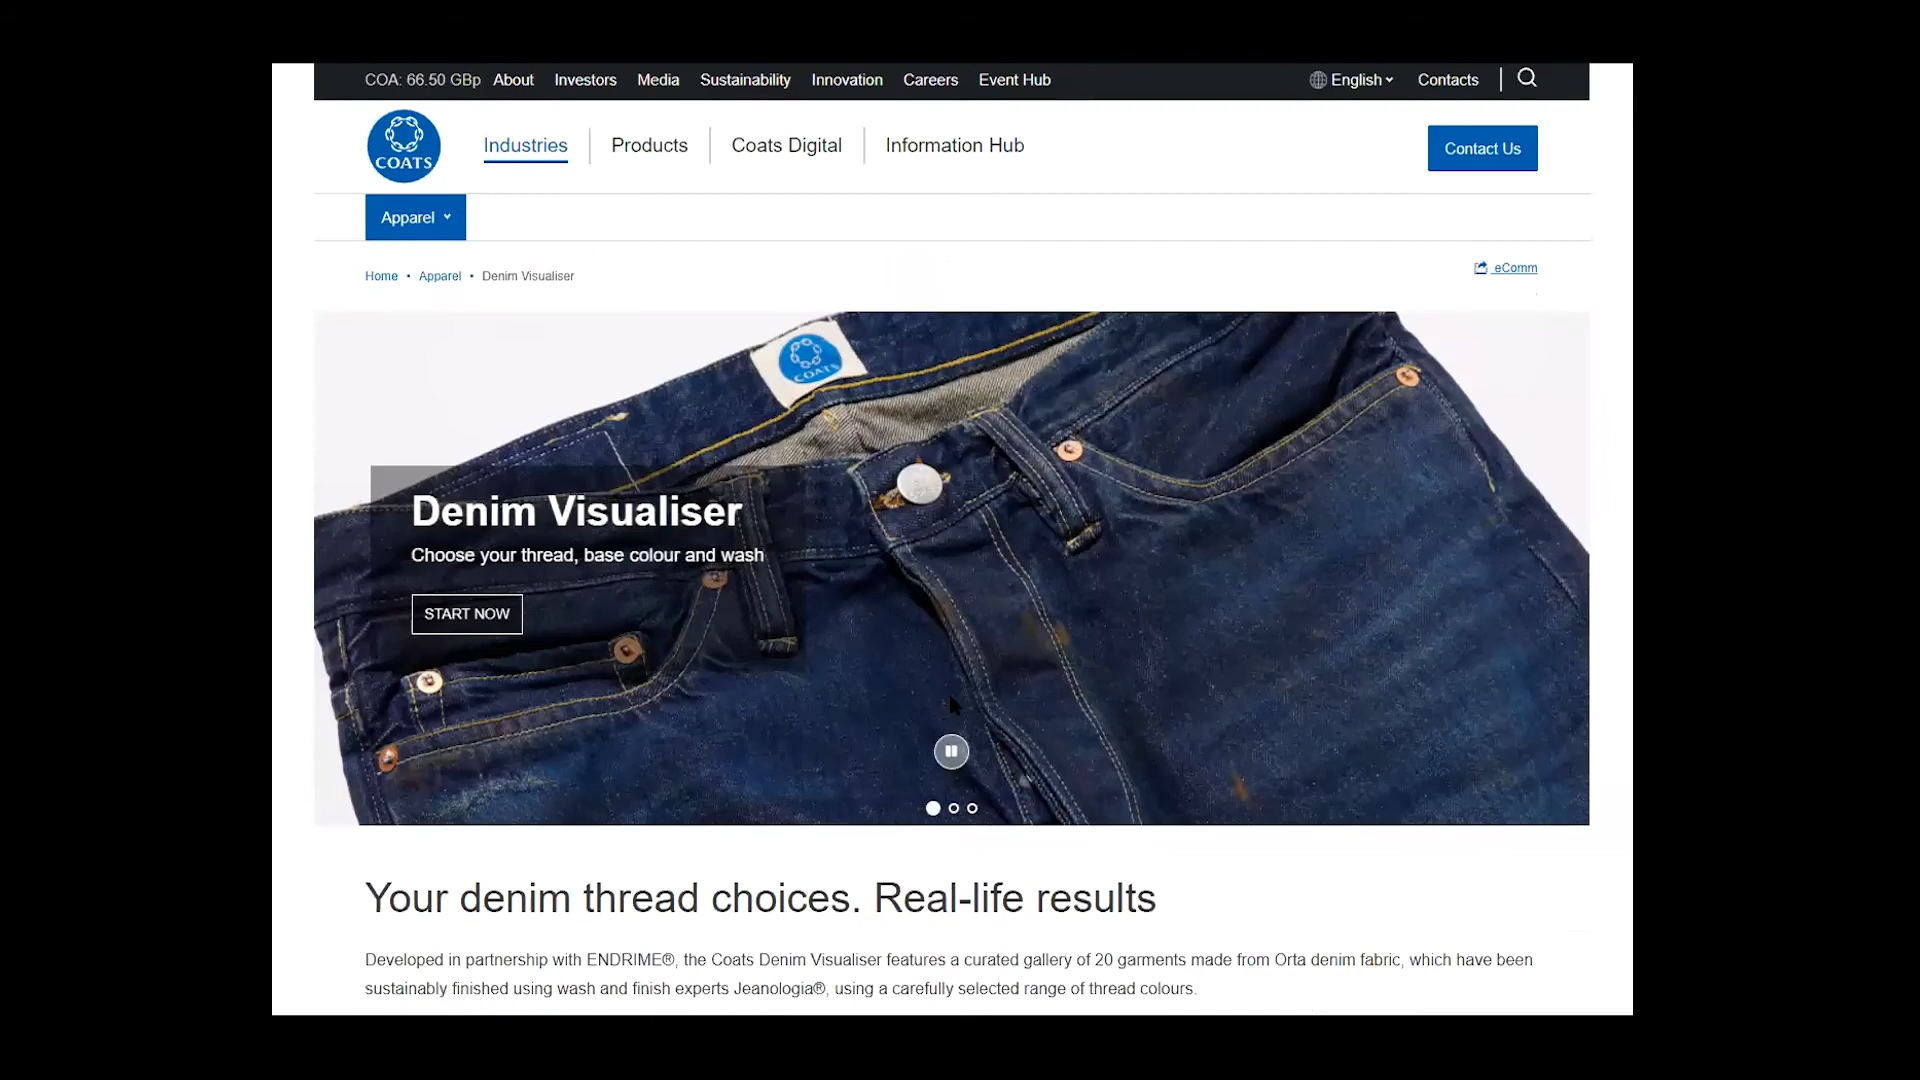 COA: 66.50 GBp About Investors Media Sustainability Innovation Careers Event Hub English Contacts
COATS
Industries Products Coats Digital Information Hub Contact Us
Apparel
Home • Apparel • Denim Visualiser
eComm
COATS
Denim Visualiser
Choose your thread, base colour and wash
START NOW
Your denim thread choices. Real-life results
Developed in partnership with ENDRIME®, the Coats Denim Visualiser features a curated gallery of 20 garments made from Orta denim fabric, which have been
sustainably finished using wash and finish experts Jeanologia®, using a carefully selected range of thread colours.